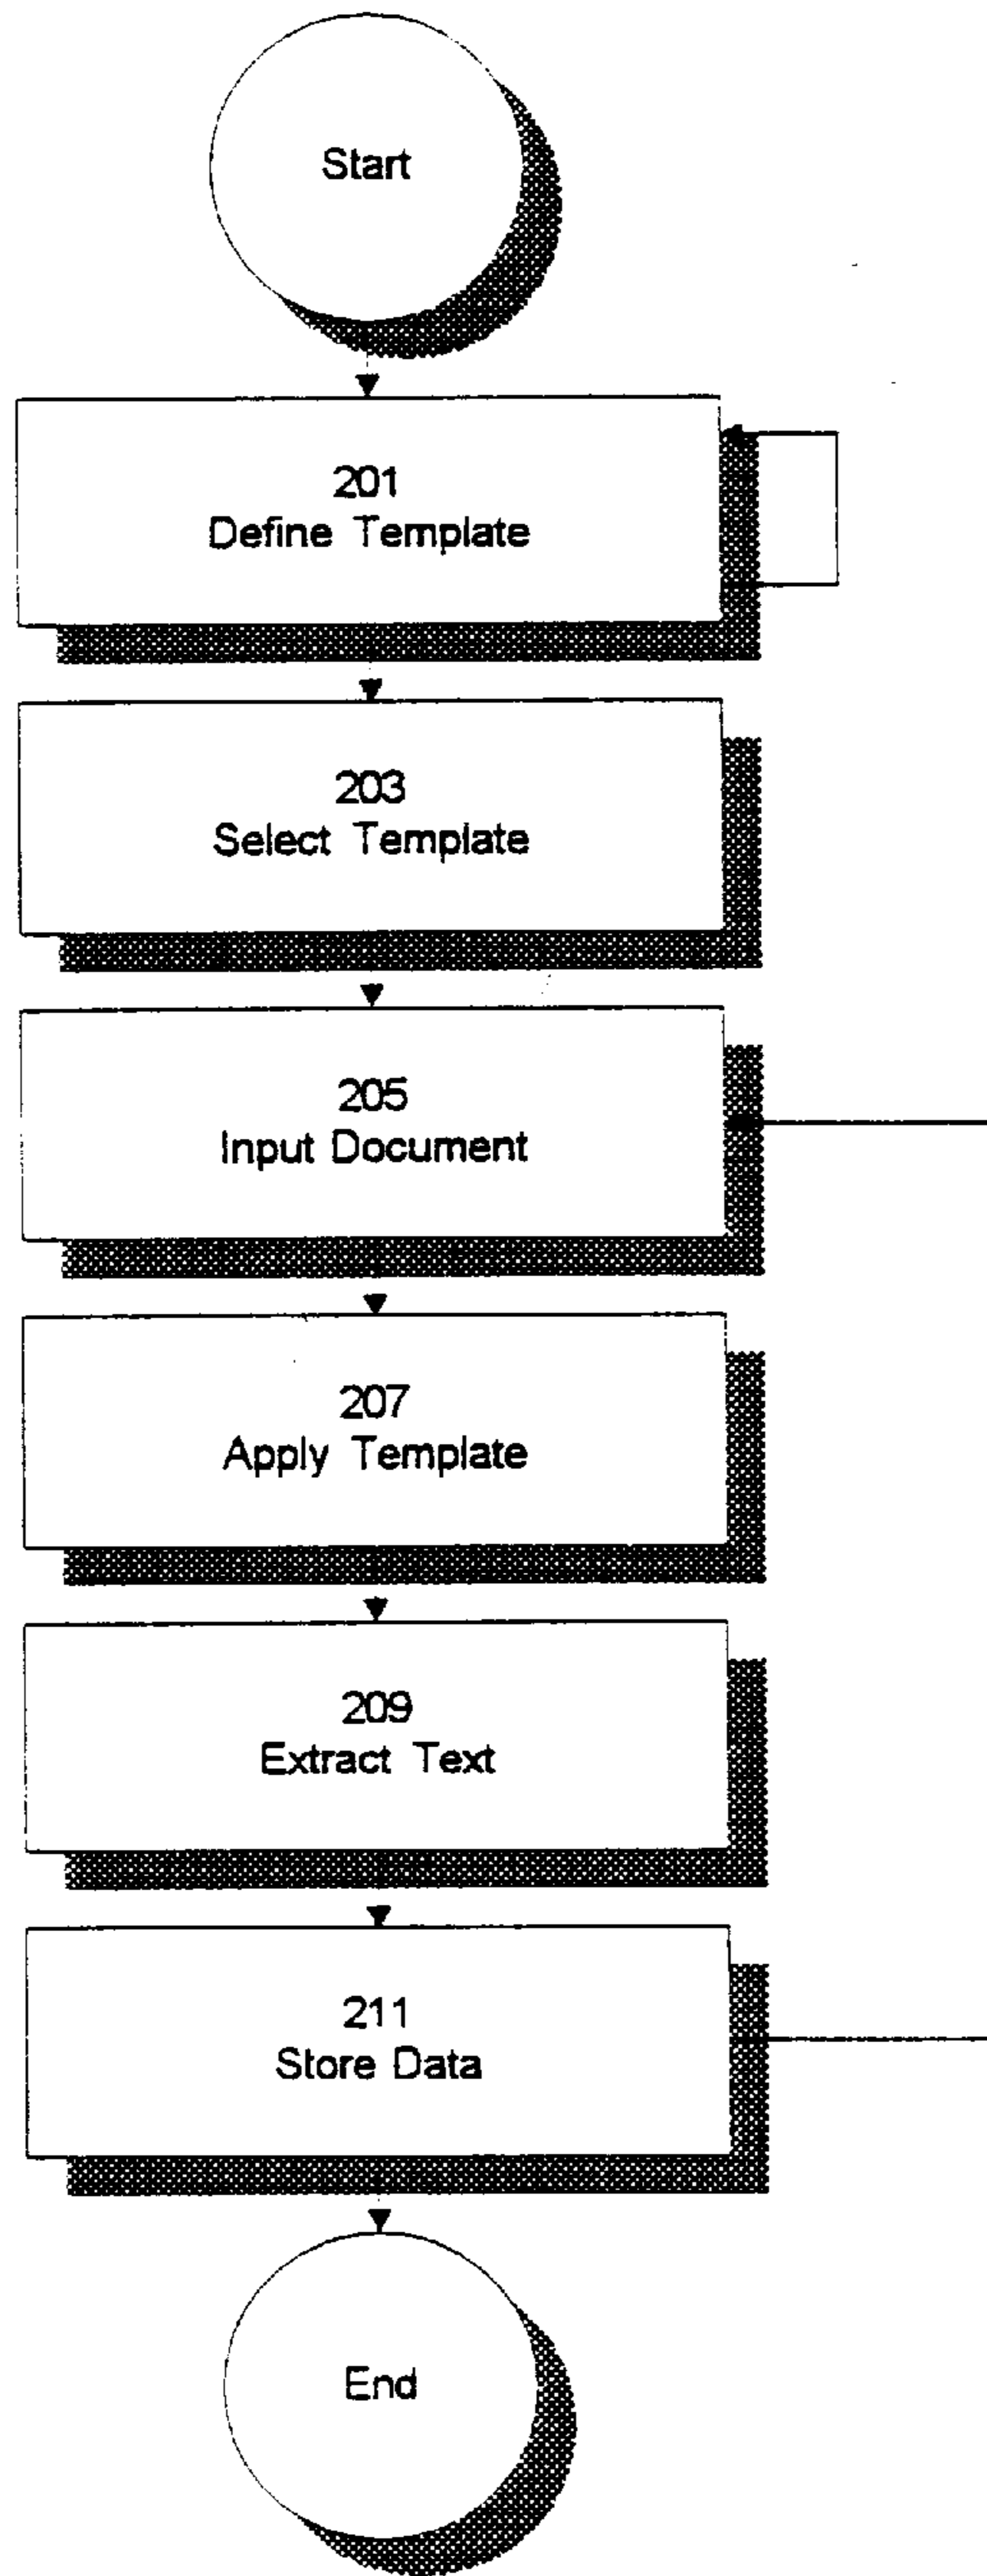 Start
201
Define Template
203
Select Template
205
Input Document
207
Apply Template
209
Extract Text
211
Store Data
End